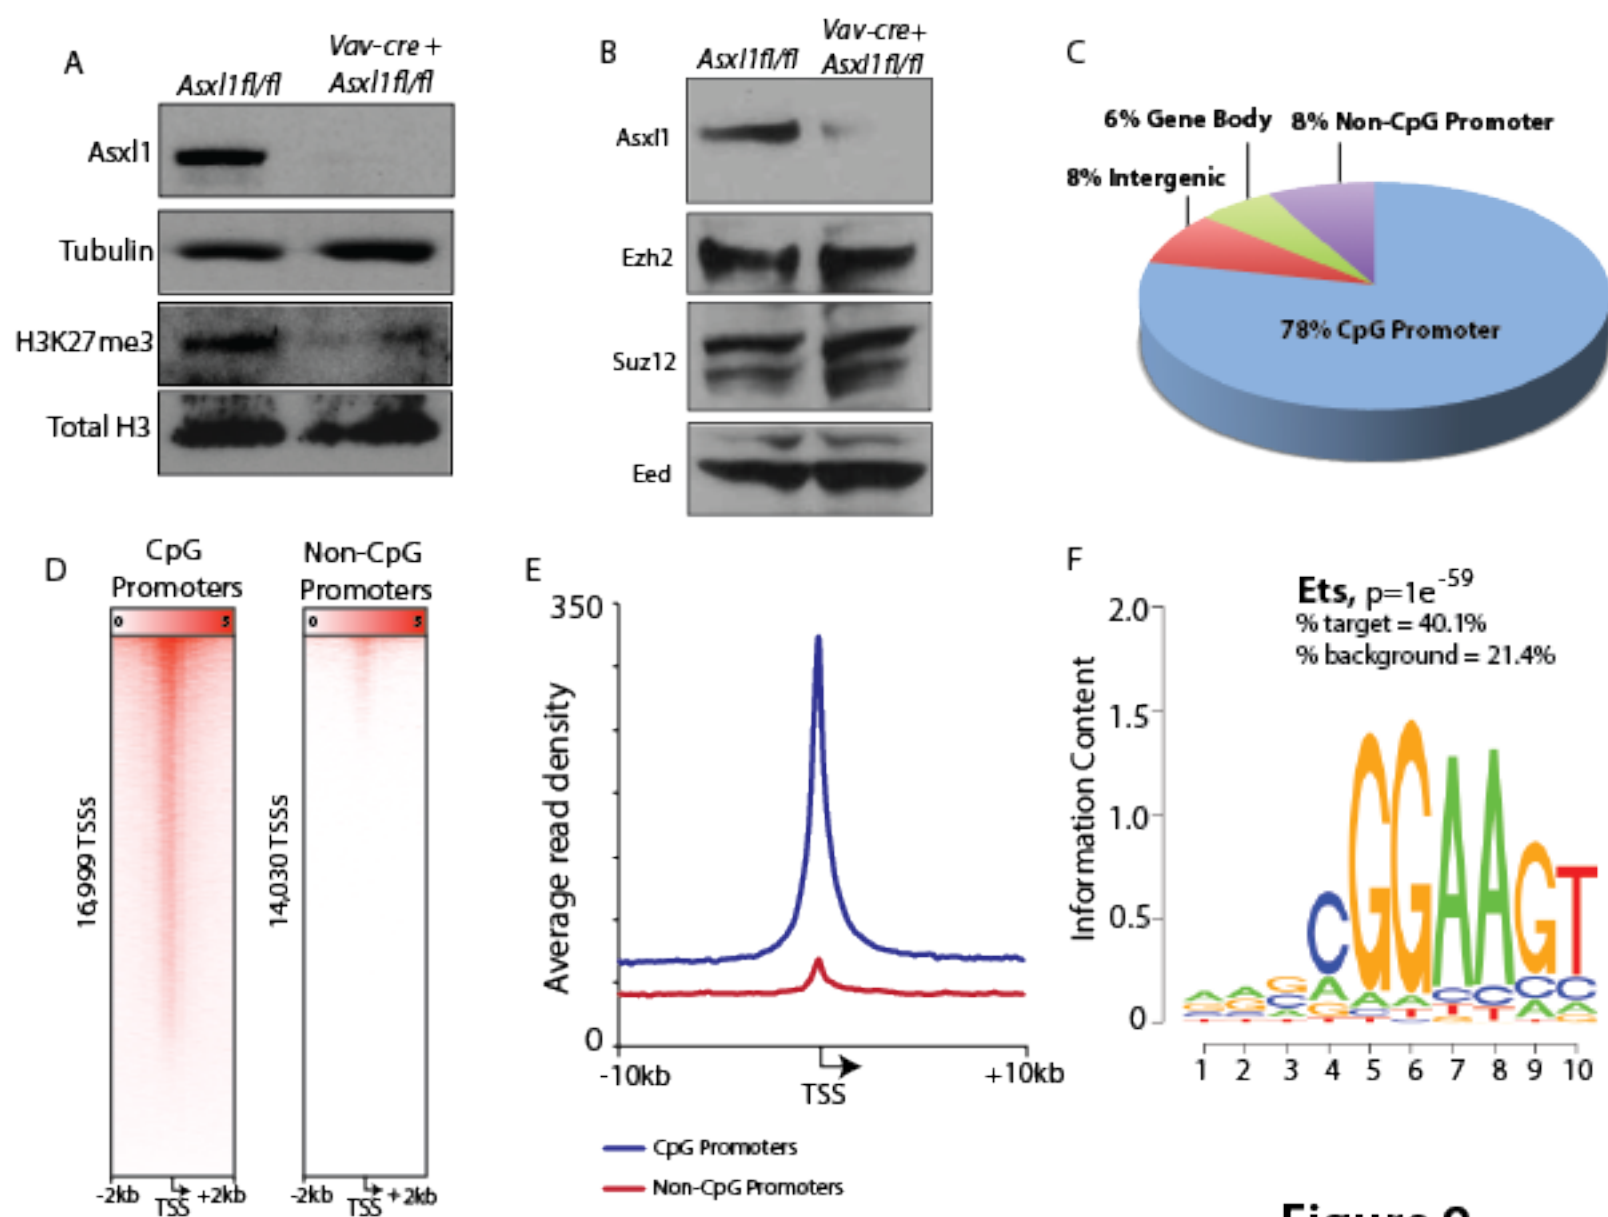 A
Asxl1fl/fl
Vav-cre +
Asxl1fl/fl
Asxl1
Tubulin
H3K27me3
Total H3
B
Asxl1fl/fl
Vav-cre+
Asxl1fl/fl
Asxl1
Ezh2
Suz12
Eed
C
6% Gene Body
8% Non-CpG Promoter
8% Intergenic
78% CpG Promoter
D
CpG
Promoters
Non-CpG
Promoters
0 5
0 5
16,999 TSSs
14,030 TSSs
-2kb TSS +2kb
-2kb TSS +2kb
E
350
Average read density
0
-10kb
TSS
+10kb
CpG Promoters
Non-CpG Promoters
F
Ets, p=1e-59
% target = 40.1%
% background = 21.4%
Information Content
2.0
1.5
1.0
0.5
0
CGGAAGT
1 2 3 4 5 6 7 8 9 10